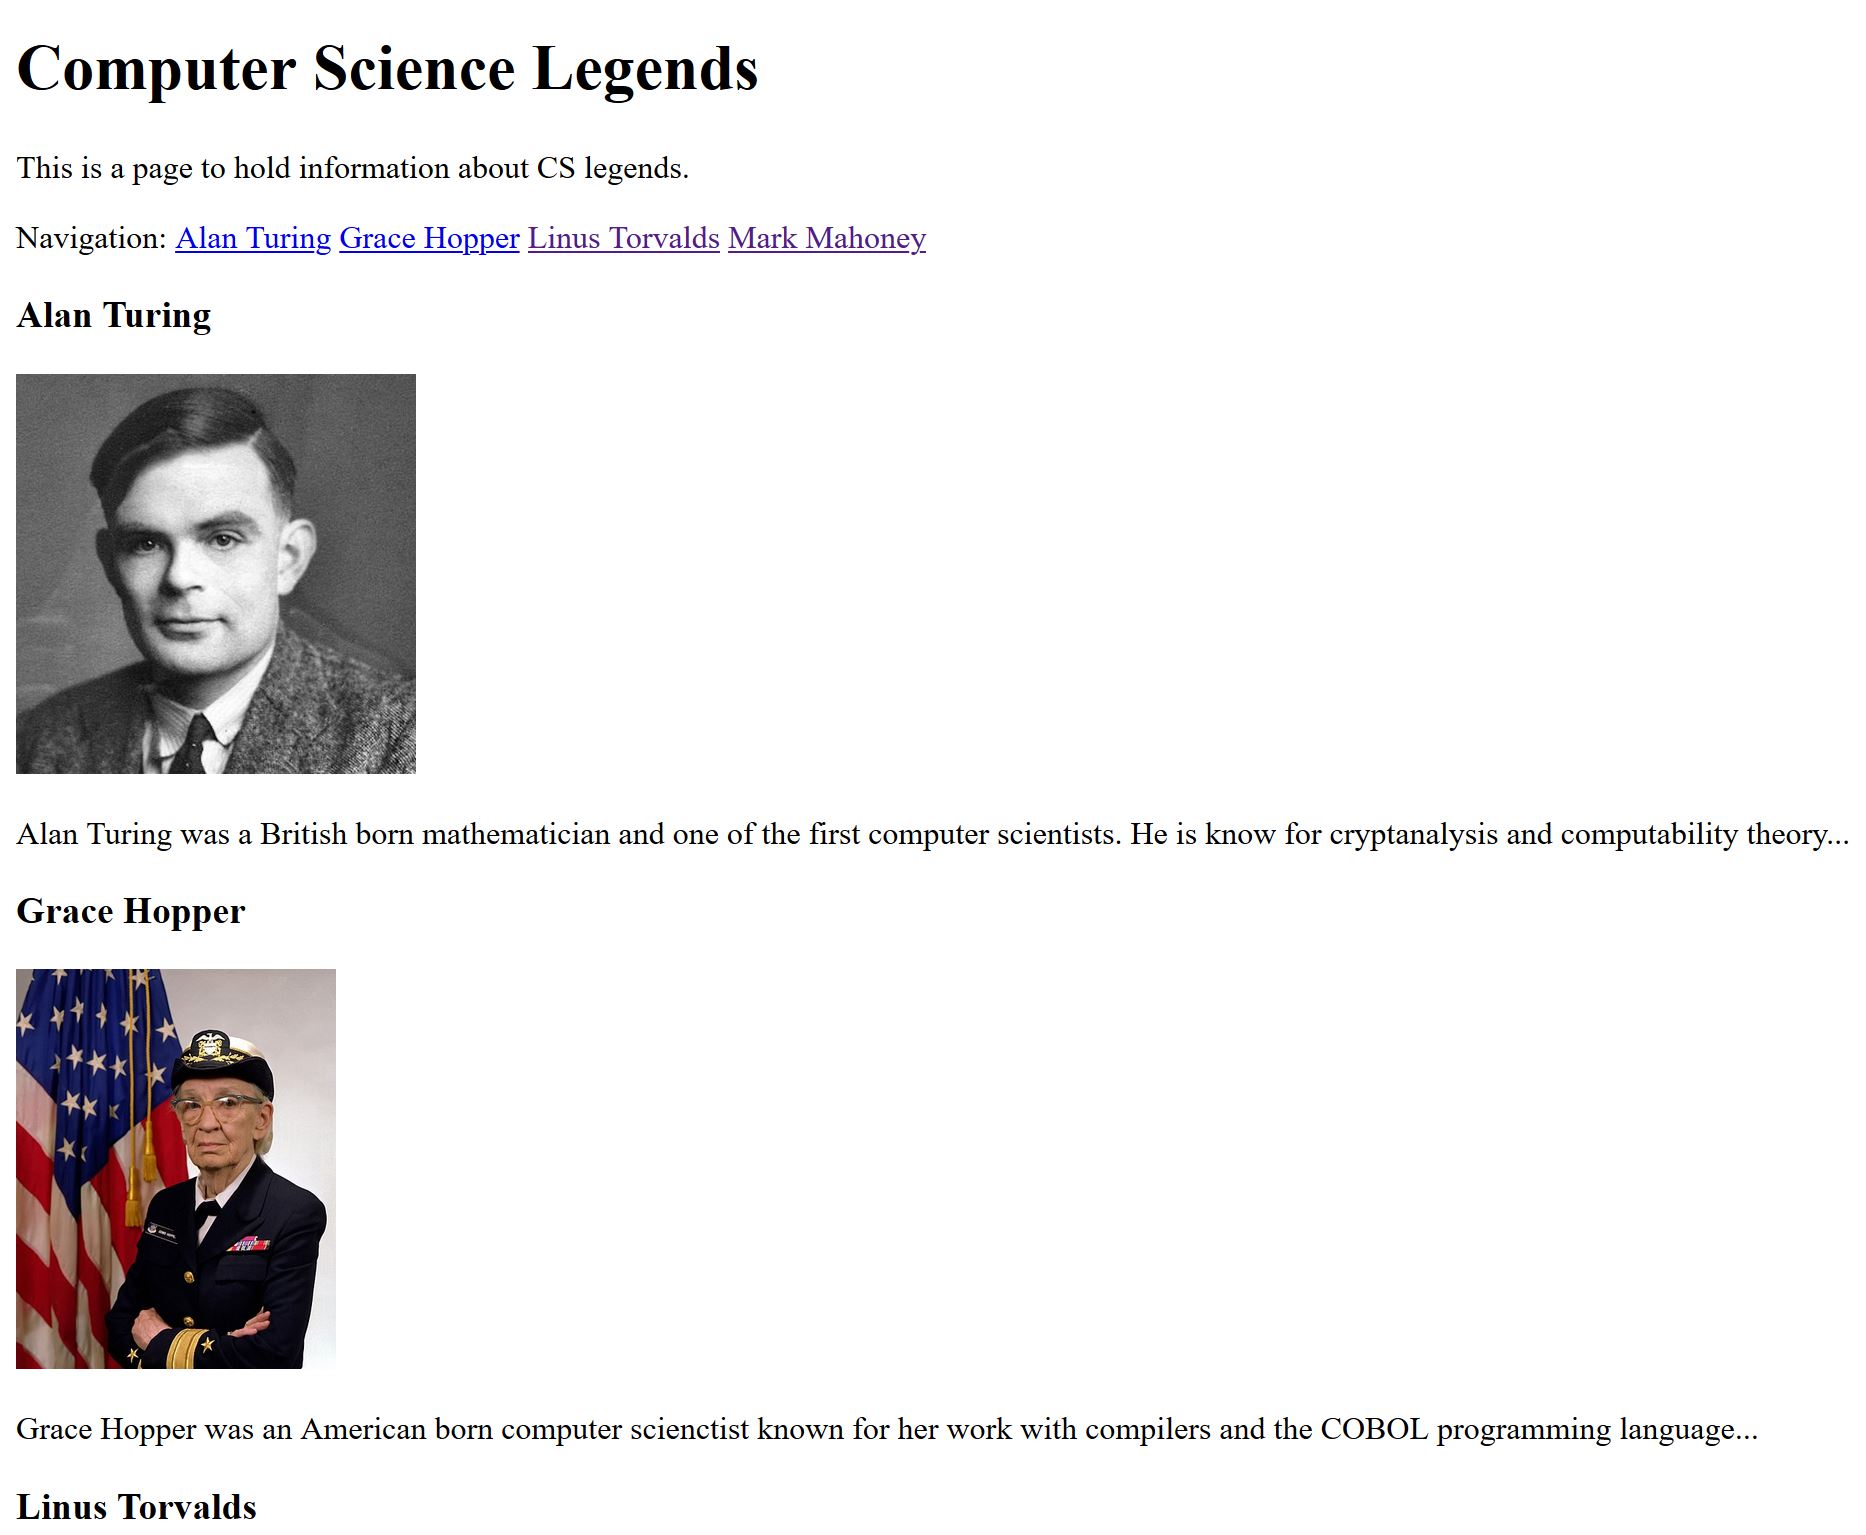 Computer Science Legends
This is a page to hold information about CS legends.
Navigation: Alan Turing Grace Hopper Linus Torvalds Mark Mahoney
Alan Turing
Alan Turing was a British born mathematician and one of the first computer scientists. He is know for cryptanalysis and computability theory...
Grace Hopper
Grace Hopper was an American born computer scienctist known for her work with compilers and the COBOL programming language...
Linus Torvalds